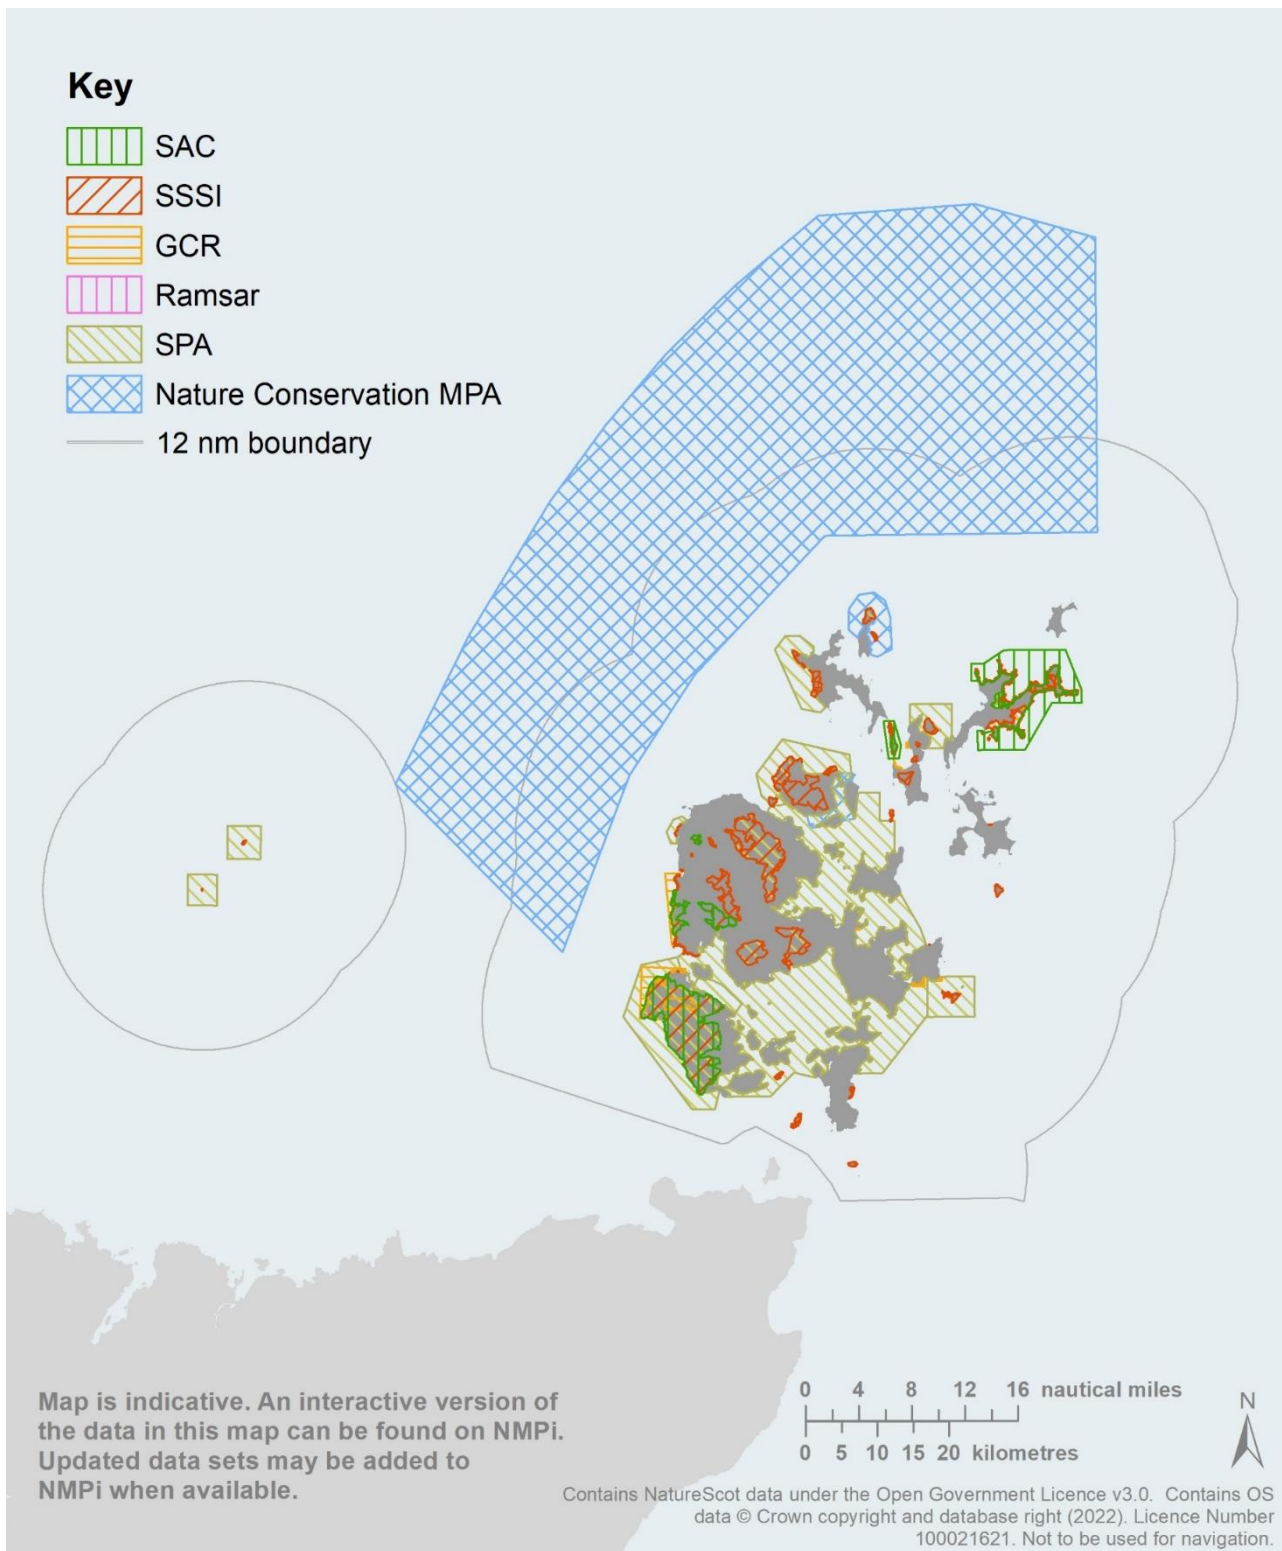 Key
SAC
SSSI
GCR
Ramsar
SPA
Nature Conservation MPA
12 nm boundary
Map is indicative. An interactive version of
the data in this map can be found on NMPi.
Updated data sets may be added to
NMPi when available.
0 4 8 12 16 nautical miles
0 5 10 15 20 kilometres
N
Contains NatureScot data under the Open Government Licence v3.0. Contains OS
data © Crown copyright and database right (2022). Licence Number
100021621. Not to be used for navigation.